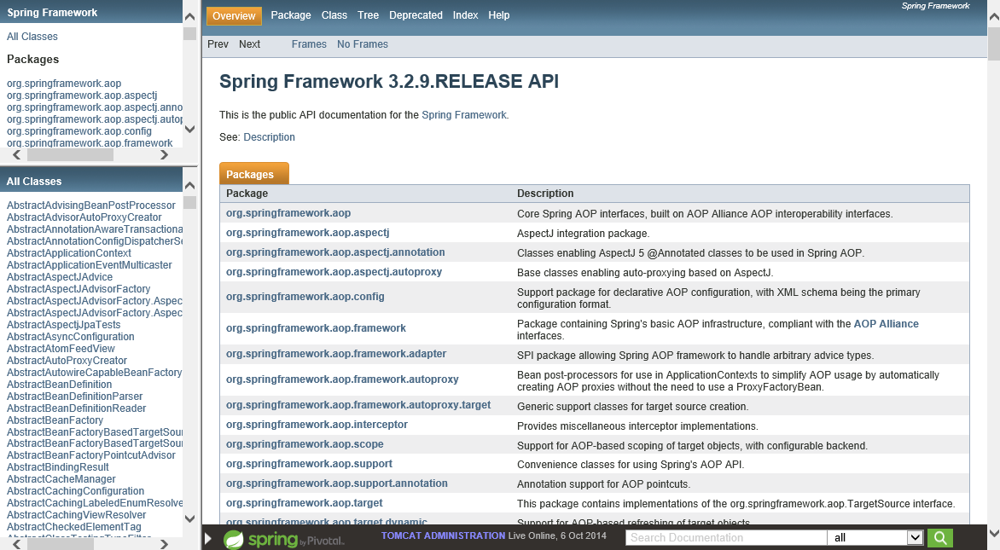 Spring Framework
All Classes
Packages
org.springframework.aop
org.springframework.aop.aspectj
org.springframework.aop.aspectj.anno
org.springframework.aop.aspectj.autop
org.springframework.aop.config
org.springframework.aop.framework
All Classes
AbstractAdvisingBeanPostProcessor
AbstractAdvisorAutoProxyCreator
AbstractAnnotationAwareTransactiona
AbstractAnnotationConfigDispatcherSe
AbstractApplicationContext
AbstractApplicationEventMulticaster
AbstractAspectJAdvice
AbstractAspectJAdvisorFactory
AbstractAspectJAdvisorFactory.Aspec
AbstractAspectJAdvisorFactory.Aspec
AbstractAspectjJpaTests
AbstractAsyncConfiguration
AbstractAtomFeedView
AbstractAutoProxyCreator
AbstractAutowireCapableBeanFactory
AbstractBeanDefinition
AbstractBeanDefinitionParser
AbstractBeanDefinitionReader
AbstractBeanFactory
AbstractBeanFactoryBasedTargetSour
AbstractBeanFactoryBasedTargetSour
AbstractBeanFactoryPointcutAdvisor
AbstractBindingResult
AbstractCacheManager
AbstractCachingConfiguration
AbstractCachingLabeledEnumResolve
AbstractCachingViewResolver
AbstractCheckedElementTag
Overview Package Class Tree Deprecated Index Help
Spring Framework
Prev Next Frames No Frames
Spring Framework 3.2.9.RELEASE API
This is the public API documentation for the Spring Framework.
See: Description
Packages
Package Description
org.springframework.aop Core Spring AOP interfaces, built on AOP Alliance AOP interoperability interfaces.
org.springframework.aop.aspectj AspectJ integration package.
org.springframework.aop.aspectj.annotation Classes enabling AspectJ 5 @Annotated classes to be used in Spring AOP.
org.springframework.aop.aspectj.autoproxy Base classes enabling auto-proxying based on AspectJ.
org.springframework.aop.config Support package for declarative AOP configuration, with XML schema being the primary
configuration format.
org.springframework.aop.framework Package containing Spring's basic AOP infrastructure, compliant with the AOP Alliance
interfaces.
org.springframework.aop.framework.adapter SPI package allowing Spring AOP framework to handle arbitrary advice types.
org.springframework.aop.framework.autoproxy Bean post-processors for use in ApplicationContexts to simplify AOP usage by automatically
creating AOP proxies without the need to use a ProxyFactoryBean.
org.springframework.aop.framework.autoproxy.target Generic support classes for target source creation.
org.springframework.aop.interceptor Provides miscellaneous interceptor implementations.
org.springframework.aop.scope Support for AOP-based scoping of target objects, with configurable backend.
org.springframework.aop.support Convenience classes for using Spring's AOP API.
org.springframework.aop.support.annotation Annotation support for AOP pointcuts.
org.springframework.aop.target This package contains implementations of the org.springframework.aop.TargetSource interface.
org.springframework.aop.target.dynamic Support for AOP-based refreshing of target objects
spring by Pivotal TOMCAT ADMINISTRATION Live Online, 6 Oct 2014 Search Documentation all